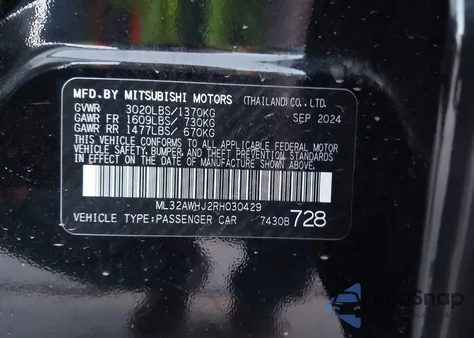 MFD.BY MITSUBISHI MOTORS (THAILAND)CO., LTD.
GVWR 3020LBS/1370KG SEP 2024
GAWR FR 1609LBS/ 730KG
GAWR RR 1477LBS/ 670KG
THIS VEHICLE CONFORMS TO ALL APPLICABLE FEDERAL MOTOR
VEHICLE SAFETY, BUMPER AND THEFT PREVENTION STANDARDS
IN EFFECT ON THE DATE OF MANUFACTURE SHOWN ABOVE.
ML32AWHJ2RH030429
VEHICLE TYPE:PASSENGER CAR 7430B 728